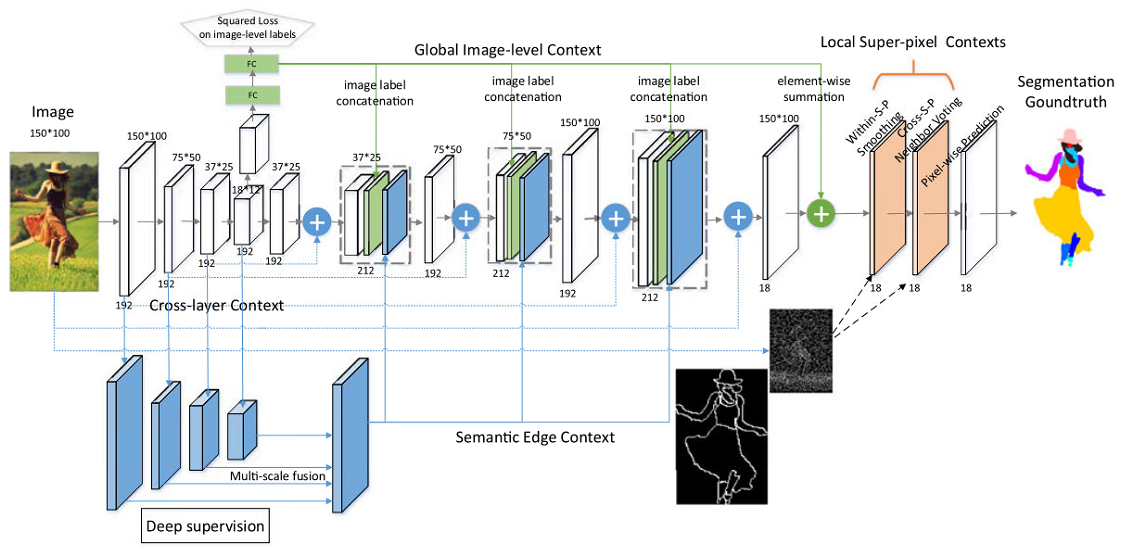 Squared Loss
on image-level labels
FC
FC
Global Image-level Context
Local Super-pixel Contexts
image label
concatenation
image label
concatenation
image label
concatenation
element-wise
summation
Segmentation
Goundtruth
Image
150*100
150*100
75*50
37*25
18*12
37*25
37*25
75*50
75*50
150*100
150*100
150*100
Within-S-P
Smoothing
Cross-S-P
Neighbor Voting
Pixel-wise Prediction
192
192
192
192
192
212
192
212
192
212
18
18
18
18
Cross-layer Context
Semantic Edge Context
Multi-scale fusion
Deep supervision